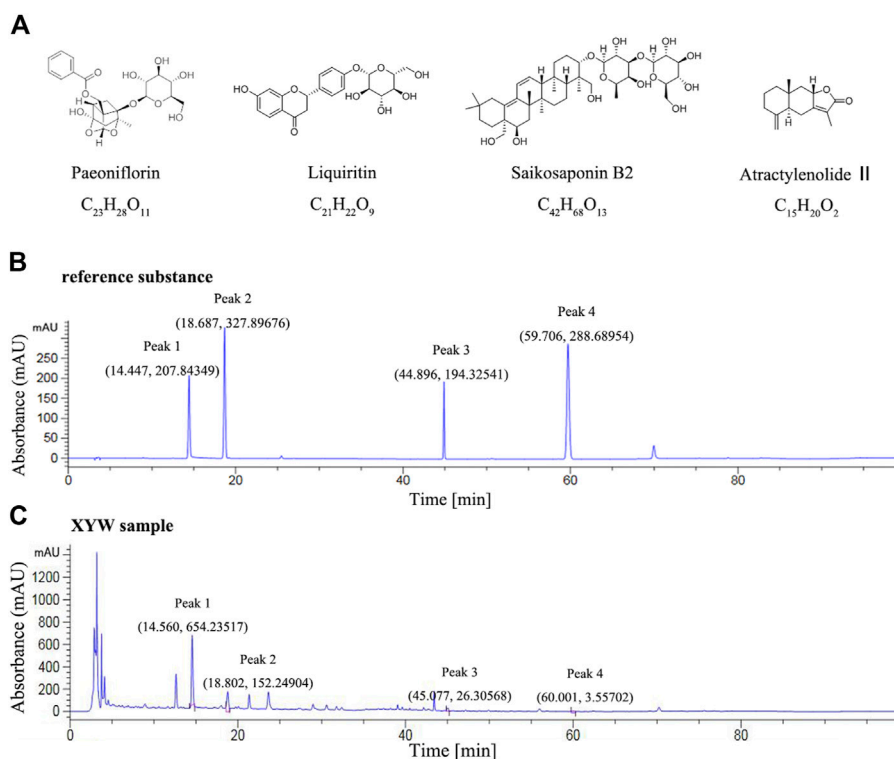 A
Paeoniflorin
Liquiritin
Saikosaponin B2
Atractylenolide II
C23H28O11
C21H22O9
C42H68O13
C15H20O2
B
reference substance
Peak 1
(14.447, 207.84349)
Peak 2
(18.687, 327.89676)
Peak 3
(44.896, 194.32541)
Peak 4
(59.706, 288.68954)
mAU
250
200
150
100
50
0
Absorbance (mAU)
0 20 40 60 80
Time [min]
C
XYW sample
Peak 1
(14.560, 654.23517)
Peak 2
(18.802, 152.24904)
Peak 3
(45.077, 26.30568)
Peak 4
(60.001, 3.55702)
mAU
1200
1000
800
600
400
200
0
Absorbance (mAU)
0 20 40 60 80
Time [min]